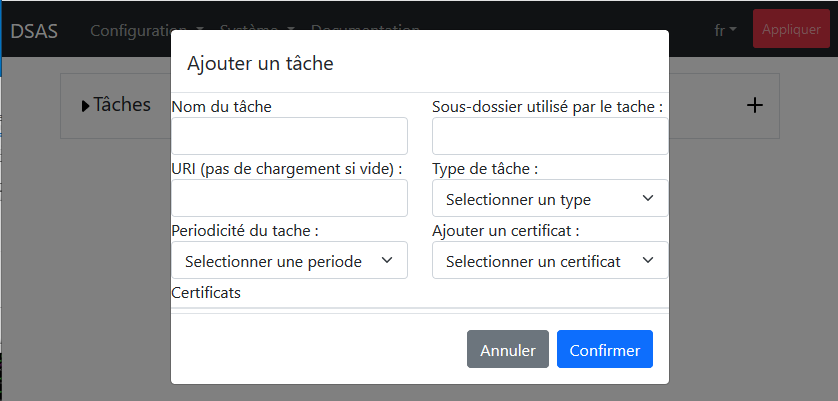 DSAS Configuration Système Documentation fr Appliquer
Ajouter un tâche
Tâches
Nom du tâche Sous-dossier utilisé par le tache :
URI (pas de chargement si vide) : Type de tâche :
Selectionner un type
Periodicité du tache : Ajouter un certificat :
Selectionner une periode Selectionner un certificat
Certificats
Annuler Confirmer